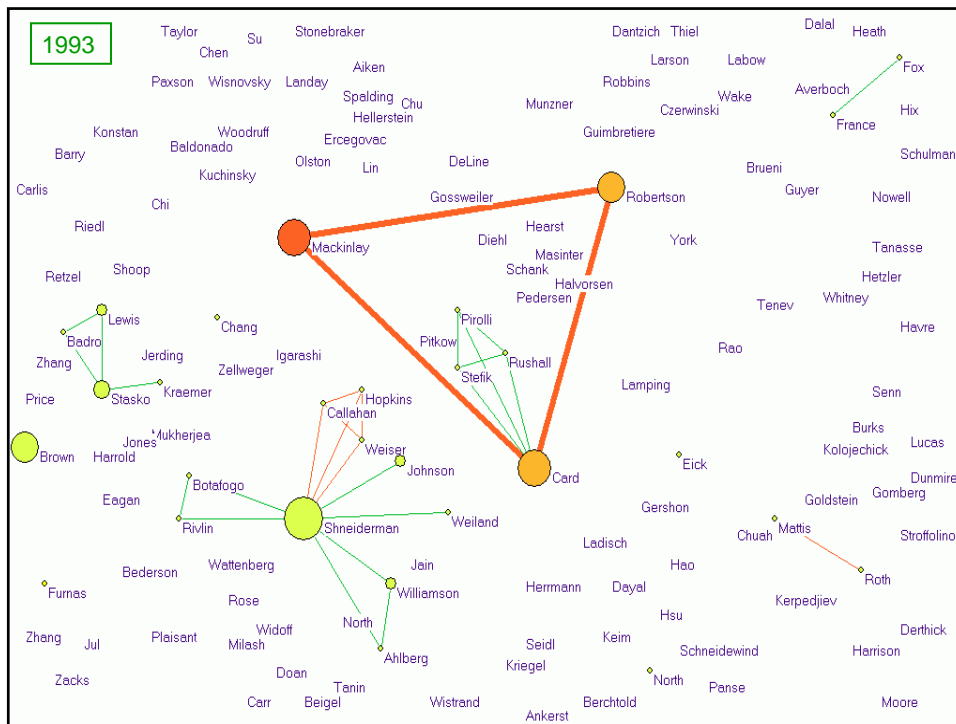 1993
Taylor
Su
Stonebraker
Dantzich
Thiel
Dalal
Heath
Chen
Aiken
Larson
Labow
Fox
Paxson
Wisnovsky
Landay
Robbins
Averboch
Spalding
Chu
Munzner
Wake
Czerwinski
Hix
Hellerstein
France
Konstan
Woodruff
Guimbretiere
Ercegovac
Baldonado
Barry
Olston
Lin
DeLine
Brueni
Schulman
Kuchinsky
Carlis
Gossweiler
Robertson
Guyer
Nowell
Chi
Riedl
Hearst
Mackinlay
Diehl
York
Tanasse
Masinter
Retzel
Shoop
Schank
Halvorsen
Hetzler
Pedersen
Whitney
Tenev
Lewis
Pirolli
Chang
Havre
Badro
Pitkow
Rao
Zhang
Jerding
Igarashi
Rushall
Zellweger
Stefik
Lamping
Kraemer
Senn
Price
Stasko
Hopkins
Callahan
Burks
Mukherjea
Jones
Lucas
Weiser
Kolojechick
Brown
Harrold
Johnson
Eick
Card
Dunmire
Botafogo
Gomberg
Eagan
Goldstein
Gershon
Rivlin
Shneiderman
Weiland
Mattis
Chuah
Stroffolino
Ladisch
Wattenberg
Jain
Hao
Bederson
Roth
Furnas
Williamson
Herrmann
Dayal
Rose
Kerpedjiev
Hsu
North
Widoff
Derthick
Zhang
Jul
Plaisant
Milash
Seidl
Keim
Schneidewind
Harrison
Ahlberg
Kriegel
Doan
North
Zacks
Tanin
Panse
Carr
Beigel
Wistrand
Berchtold
Moore
Ankerst